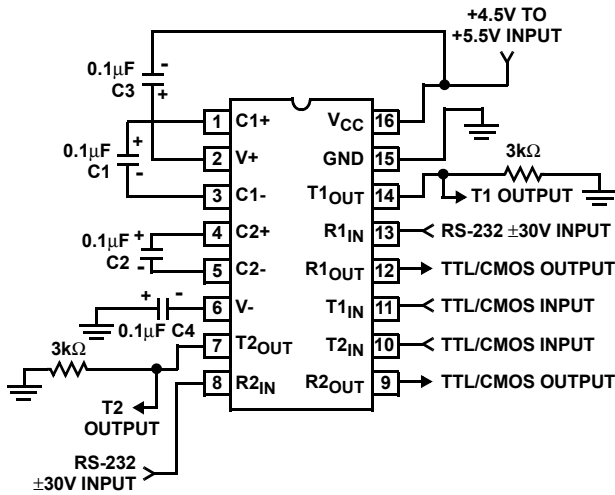 +4.5V TO
+5.5V INPUT
0.1µF
-
C3
+
1 C1+
VCC 16
+
0.1µF
C1
-
2 V+
GND 15
3kΩ
3 C1-
T1OUT 14
T1 OUTPUT
4 C2+
R1IN 13
RS-232 ±30V INPUT
+
0.1µF
C2
-
5 C2-
R1OUT 12
TTL/CMOS OUTPUT
+ -
0.1µF C4
6 V-
T1IN 11
TTL/CMOS INPUT
3kΩ
7 T2OUT
T2IN 10
TTL/CMOS INPUT
8 R2IN
R2OUT 9
TTL/CMOS OUTPUT
T2
OUTPUT
RS-232
±30V INPUT